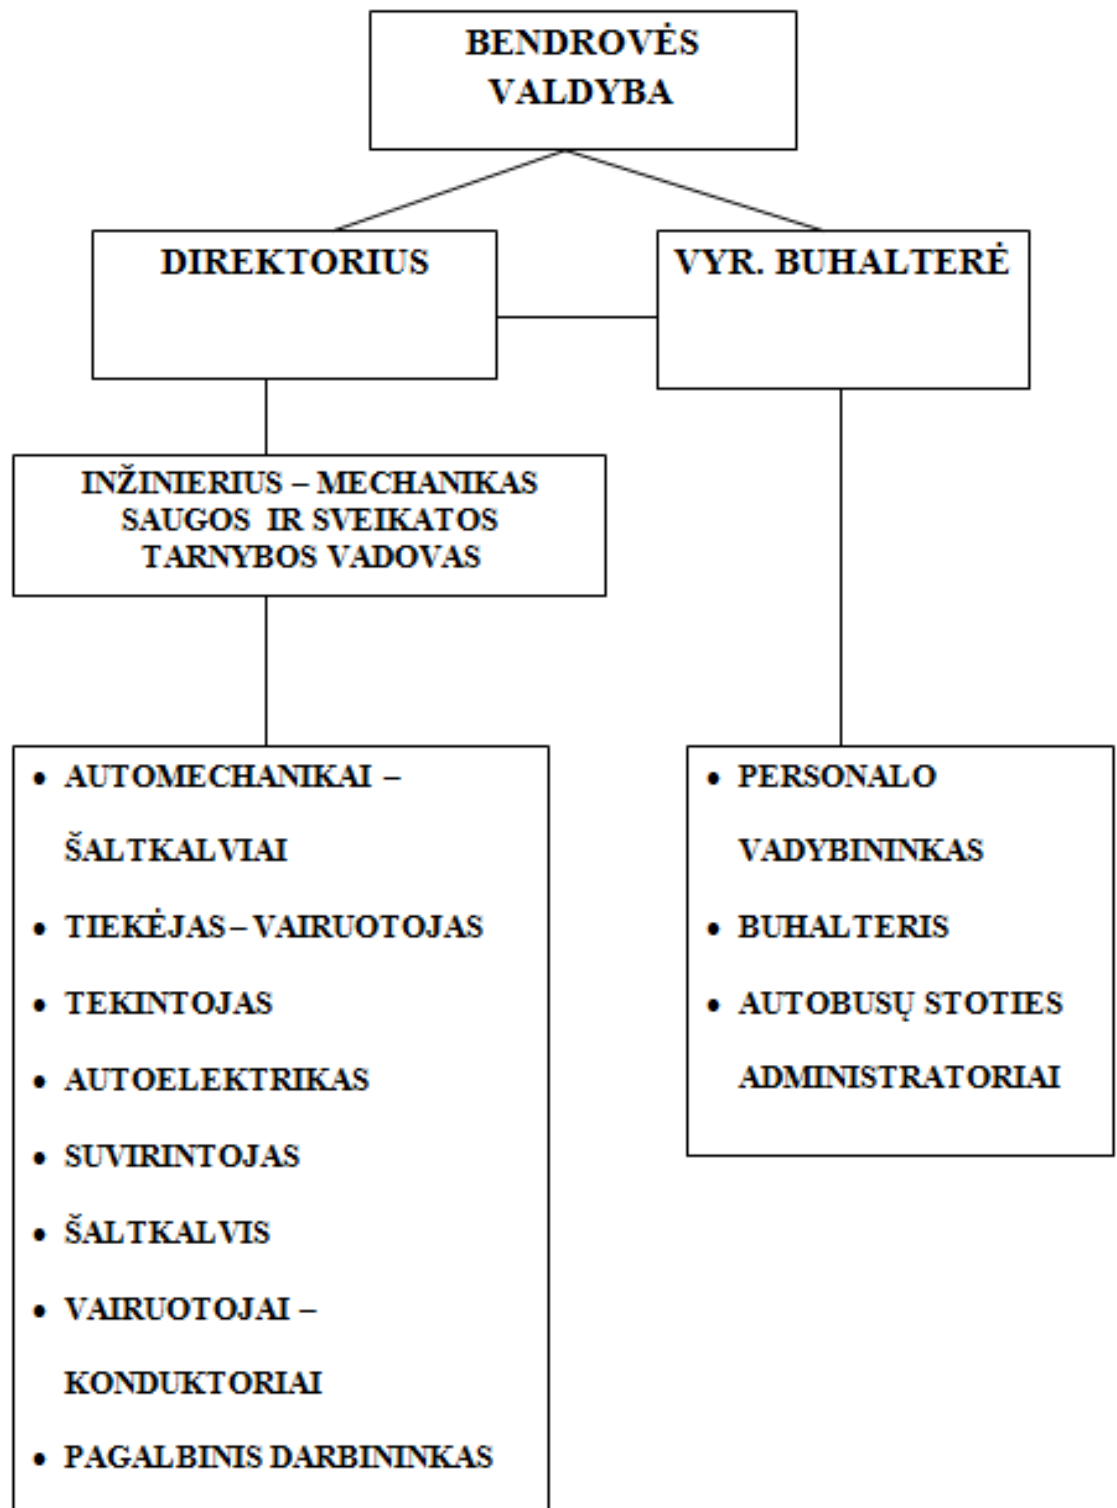 BENDROVĖS
VALDYBA
DIREKTORIUS
VYR. BUHALTERĖ
INŽINIERIUS – MECHANIKAS
SAUGOS IR SVEIKATOS
TARNYBOS VADOVAS
• AUTOMECHANIKAI –
ŠALTKALVIAI
• TIEKĖJAS – VAIRUOTOJAS
• TEKINTOJAS
• AUTOELEKTRIKAS
• SUVIRINTOJAS
• ŠALTKALVIS
• VAIRUOTOJAI –
KONDUKTORIAI
• PAGALBINIS DARBININKAS
• PERSONALO
VADYBININKAS
• BUHALTERIS
• AUTOBUSŲ STOTIES
ADMINISTRATORIAI